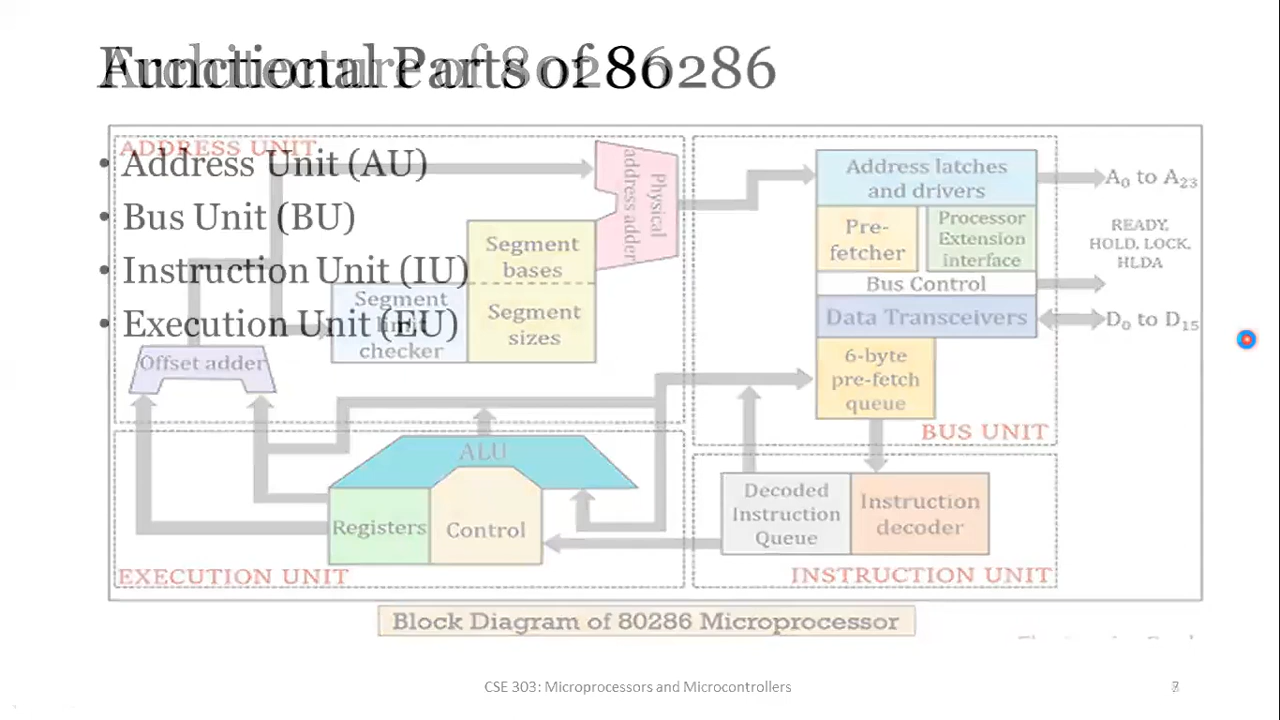 Functional Parts of 80286
Architecture of 80286
• Address Unit (AU)
• Bus Unit (BU)
• Instruction Unit (IU)
• Execution Unit (EU)
ADDRESS UNIT
Physical
address adder
Segment
bases
Segment
sizes
Segment
limit
checker
Offset adder
Address latches
and drivers
Pre-
fetcher
Processor
Extension
interface
Bus Control
Data Transceivers
6-byte
pre-fetch
queue
BUS UNIT
A₀ to A₂₃
READY,
HOLD, LOCK,
HLDA
D₀ to D₁₅
ALU
Registers
Control
EXECUTION UNIT
Decoded
Instruction
Queue
Instruction
decoder
INSTRUCTION UNIT
Block Diagram of 80286 Microprocessor
CSE 303: Microprocessors and Microcontrollers